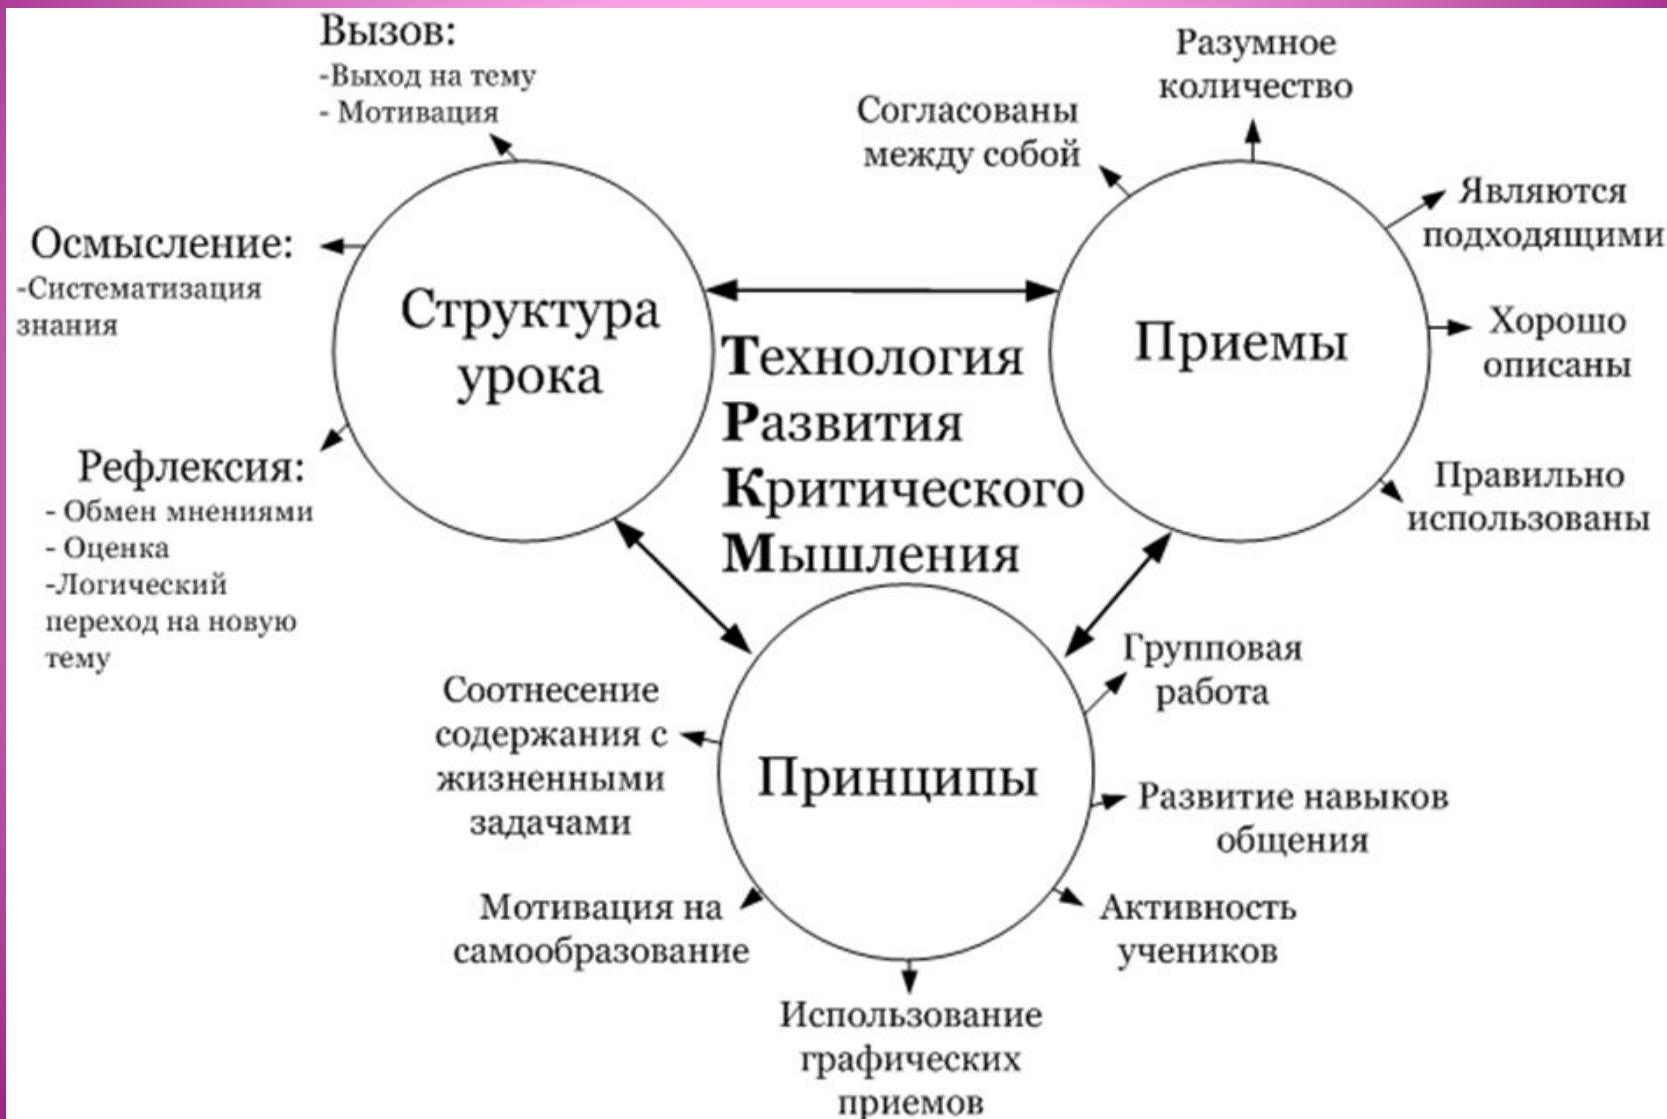 Вызов:
-Выход на тему
- Мотивация
Осмысление:
-Систематизация
знания
Рефлексия:
- Обмен мнениями
- Оценка
-Логический
переход на новую
тему
Структура
урока
Технология
Развития
Критического
Мышления
Приемы
Согласованы
между собой
Разумное
количество
Являются
подходящими
Хорошо
описаны
Правильно
использованы
Принципы
Групповая
работа
Развитие навыков
общения
Активность
учеников
Использование
графических
приемов
Мотивация на
самообразование
Соотнесение
содержания с
жизненными
задачами